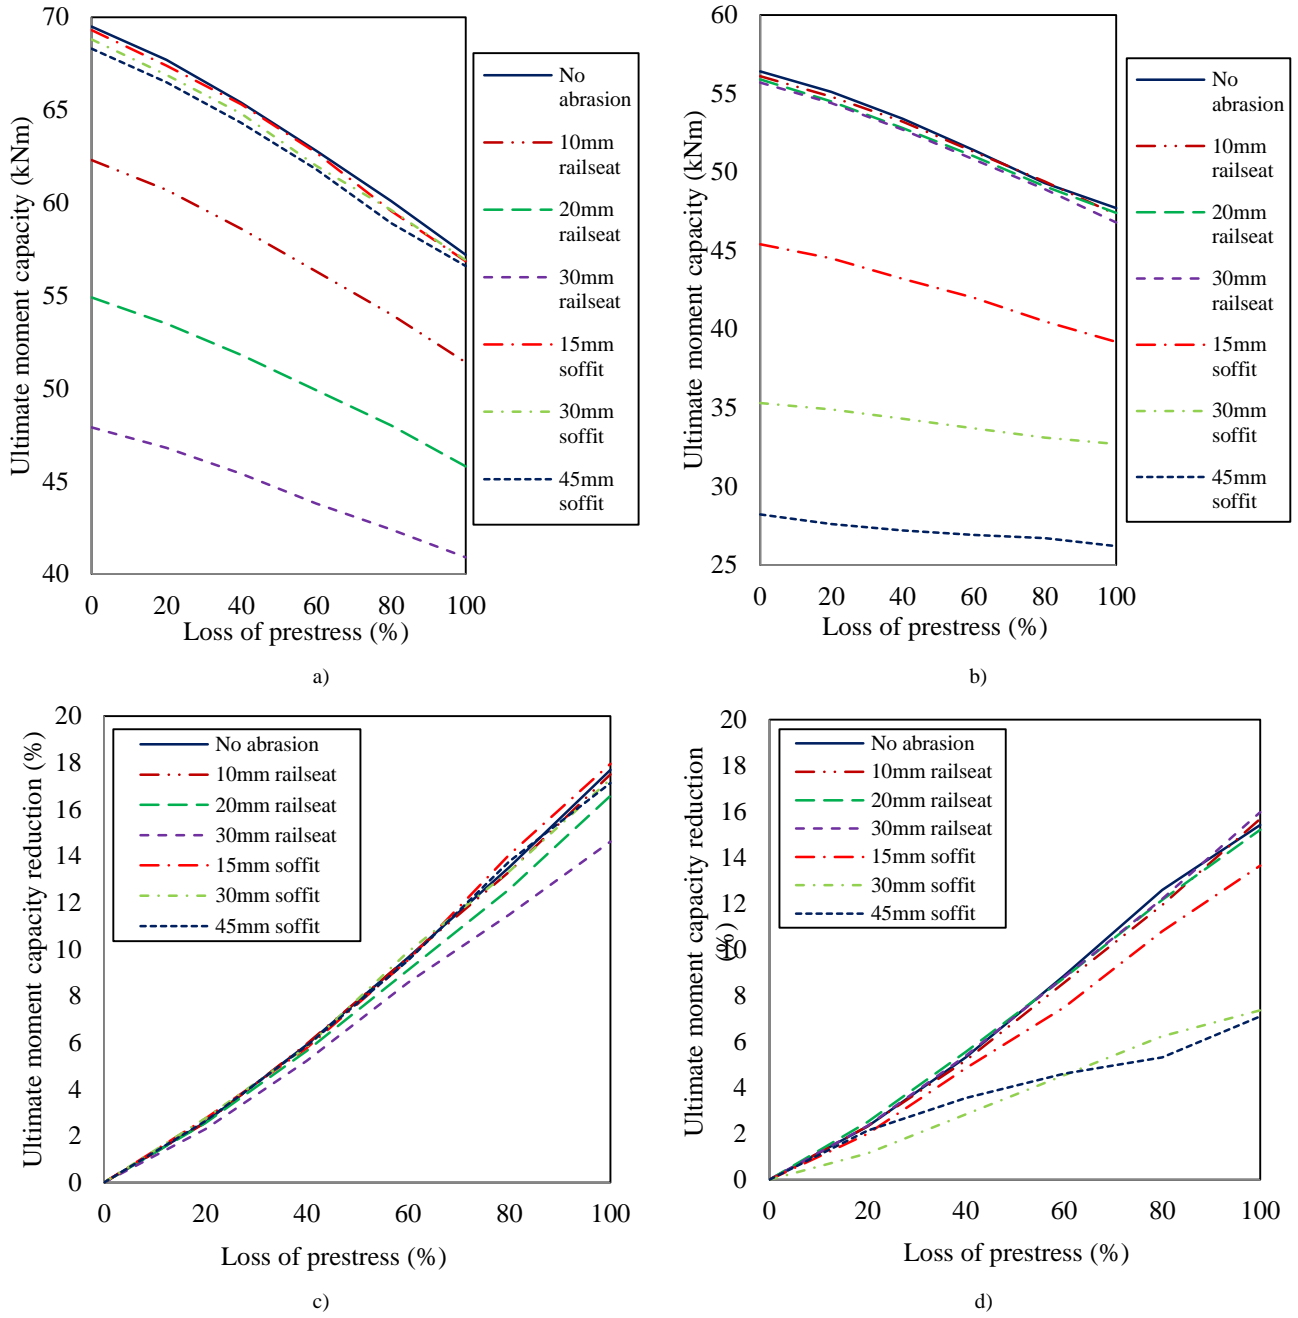 Ultimate moment capacity (kNm)
70
65
60
55
50
45
40
0 20 40 60 80 100
Loss of prestress (%)
No
abrasion
10mm
railseat
20mm
railseat
30mm
railseat
15mm
soffit
30mm
soffit
45mm
soffit
a)
Ultimate moment capacity (kNm)
60
55
50
45
40
35
30
25
0 20 40 60 80 100
Loss of prestress (%)
No
abrasion
10mm
railseat
20mm
railseat
30mm
railseat
15mm
soffit
30mm
soffit
45mm
soffit
b)
Ultimate moment capacity reduction (%)
20
18
16
14
12
10
8
6
4
2
0
0 20 40 60 80 100
Loss of prestress (%)
No abrasion
10mm railseat
20mm railseat
30mm railseat
15mm soffit
30mm soffit
45mm soffit
c)
Ultimate moment capacity reduction
(%)
20
18
16
14
12
10
8
6
4
2
0
0 20 40 60 80 100
Loss of prestress (%)
No abrasion
10mm railseat
20mm railseat
30mm railseat
15mm soffit
30mm soffit
45mm soffit
d)